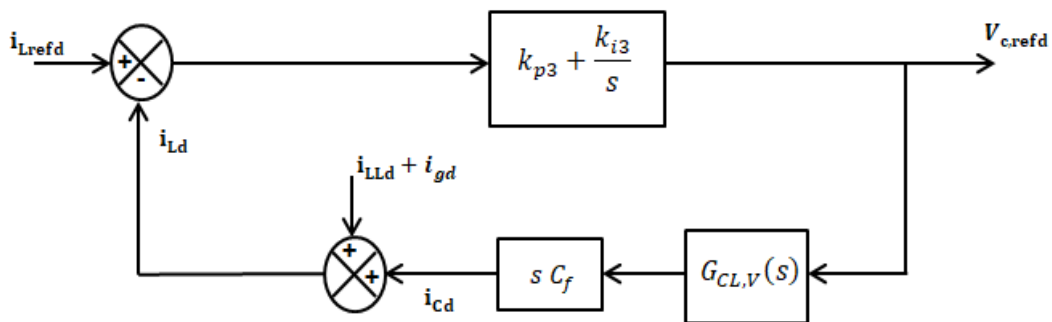 i_Lrefd
+
-
k_p3 + k_i3/s
V_c,refd
i_Ld
i_LLd + i_gd
+
+
i_Cd
s C_f
G_CL,V(s)